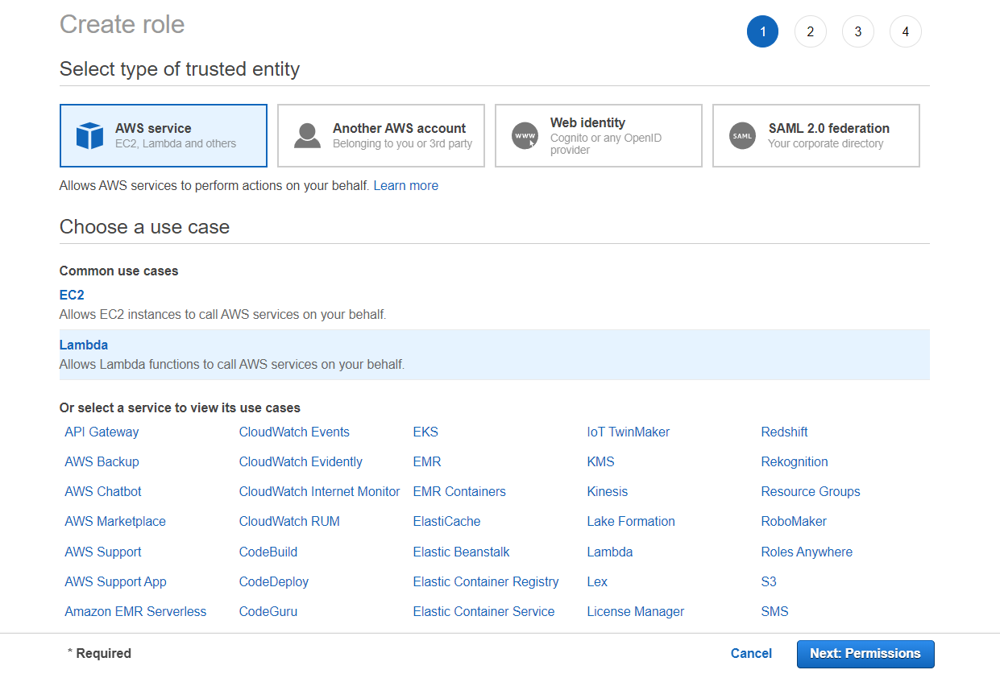 Create role
1 2 3 4
Select type of trusted entity
AWS service
EC2, Lambda and others
Another AWS account
Belonging to you or 3rd party
WWW
Web identity
Cognito or any OpenID
provider
SAML
SAML 2.0 federation
Your corporate directory
Allows AWS services to perform actions on your behalf. Learn more
Choose a use case
Common use cases
EC2
Allows EC2 instances to call AWS services on your behalf.
Lambda
Allows Lambda functions to call AWS services on your behalf.
Or select a service to view its use cases
API Gateway CloudWatch Events EKS IoT TwinMaker Redshift
AWS Backup CloudWatch Evidently EMR KMS Rekognition
AWS Chatbot CloudWatch Internet Monitor EMR Containers Kinesis Resource Groups
AWS Marketplace CloudWatch RUM ElastiCache Lake Formation RoboMaker
AWS Support CodeBuild Elastic Beanstalk Lambda Roles Anywhere
AWS Support App CodeDeploy Elastic Container Registry Lex S3
Amazon EMR Serverless CodeGuru Elastic Container Service License Manager SMS
* Required Cancel Next: Permissions